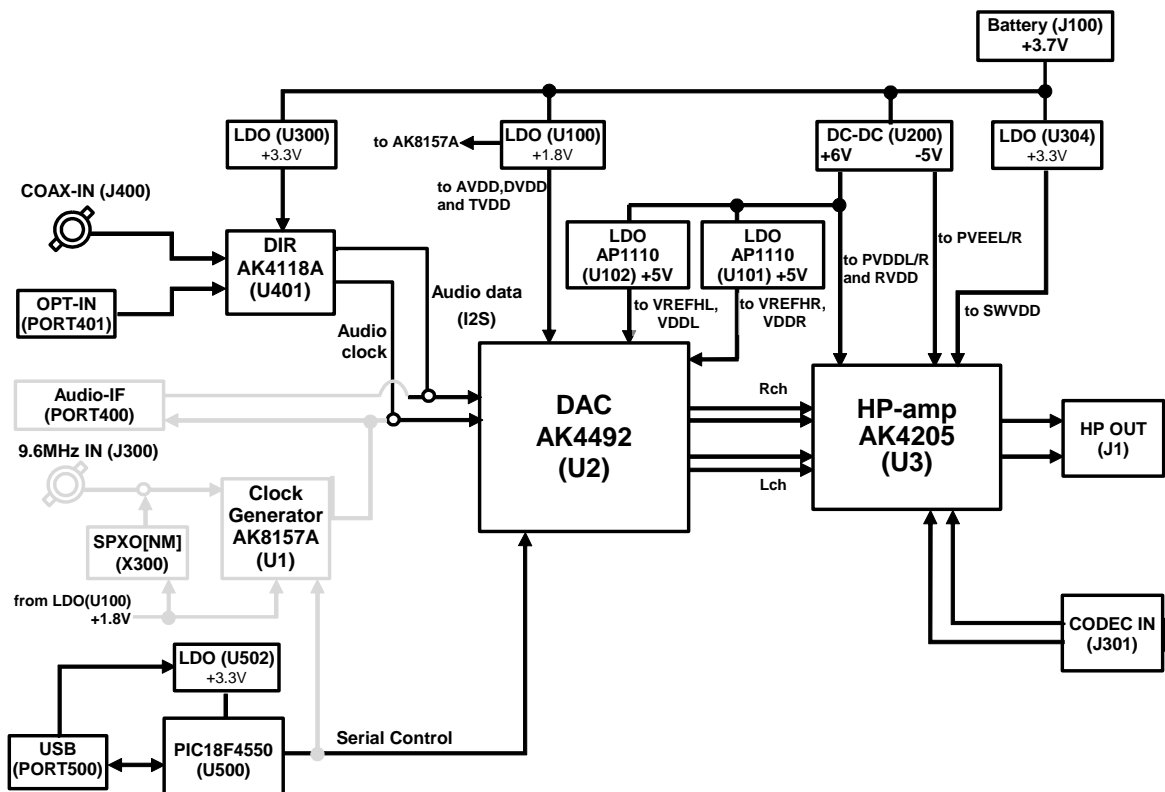 Battery (J100)
+3.7V
LDO (U300)
+3.3V
to AK8157A
LDO (U100)
+1.8V
DC-DC (U200)
+6V -5V
LDO (U304)
+3.3V
COAX-IN (J400)
to AVDD,DVDD
and TVDD
DIR
AK4118A
(U401)
LDO
AP1110
(U102) +5V
LDO
AP1110
(U101) +5V
to PVEEL/R
to PVDDL/R
and RVDD
OPT-IN
(PORT401)
Audio data
(I2S)
to VREFHL,
VDDL
to VREFHR,
VDDR
to SWVDD
Audio
clock
Audio-IF
(PORT400)
DAC
AK4492
(U2)
Rch
Lch
HP-amp
AK4205
(U3)
HP OUT
(J1)
9.6MHz IN (J300)
Clock
Generator
AK8157A
(U1)
SPXO[NM]
(X300)
from LDO(U100)
+1.8V
CODEC IN
(J301)
LDO (U502)
+3.3V
USB
(PORT500)
PIC18F4550
(U500)
Serial Control